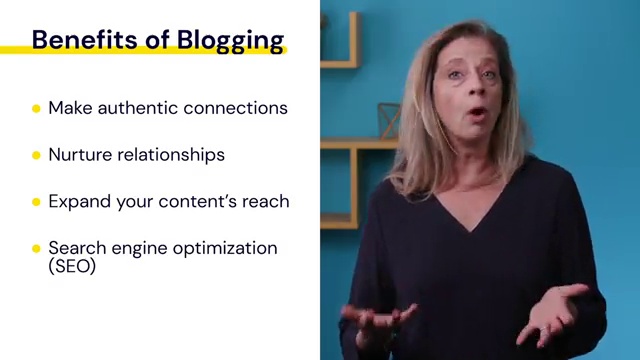 Benefits of Blogging
Make authentic connections
Nurture relationships
Expand your content's reach
Search engine optimization
(SEO)